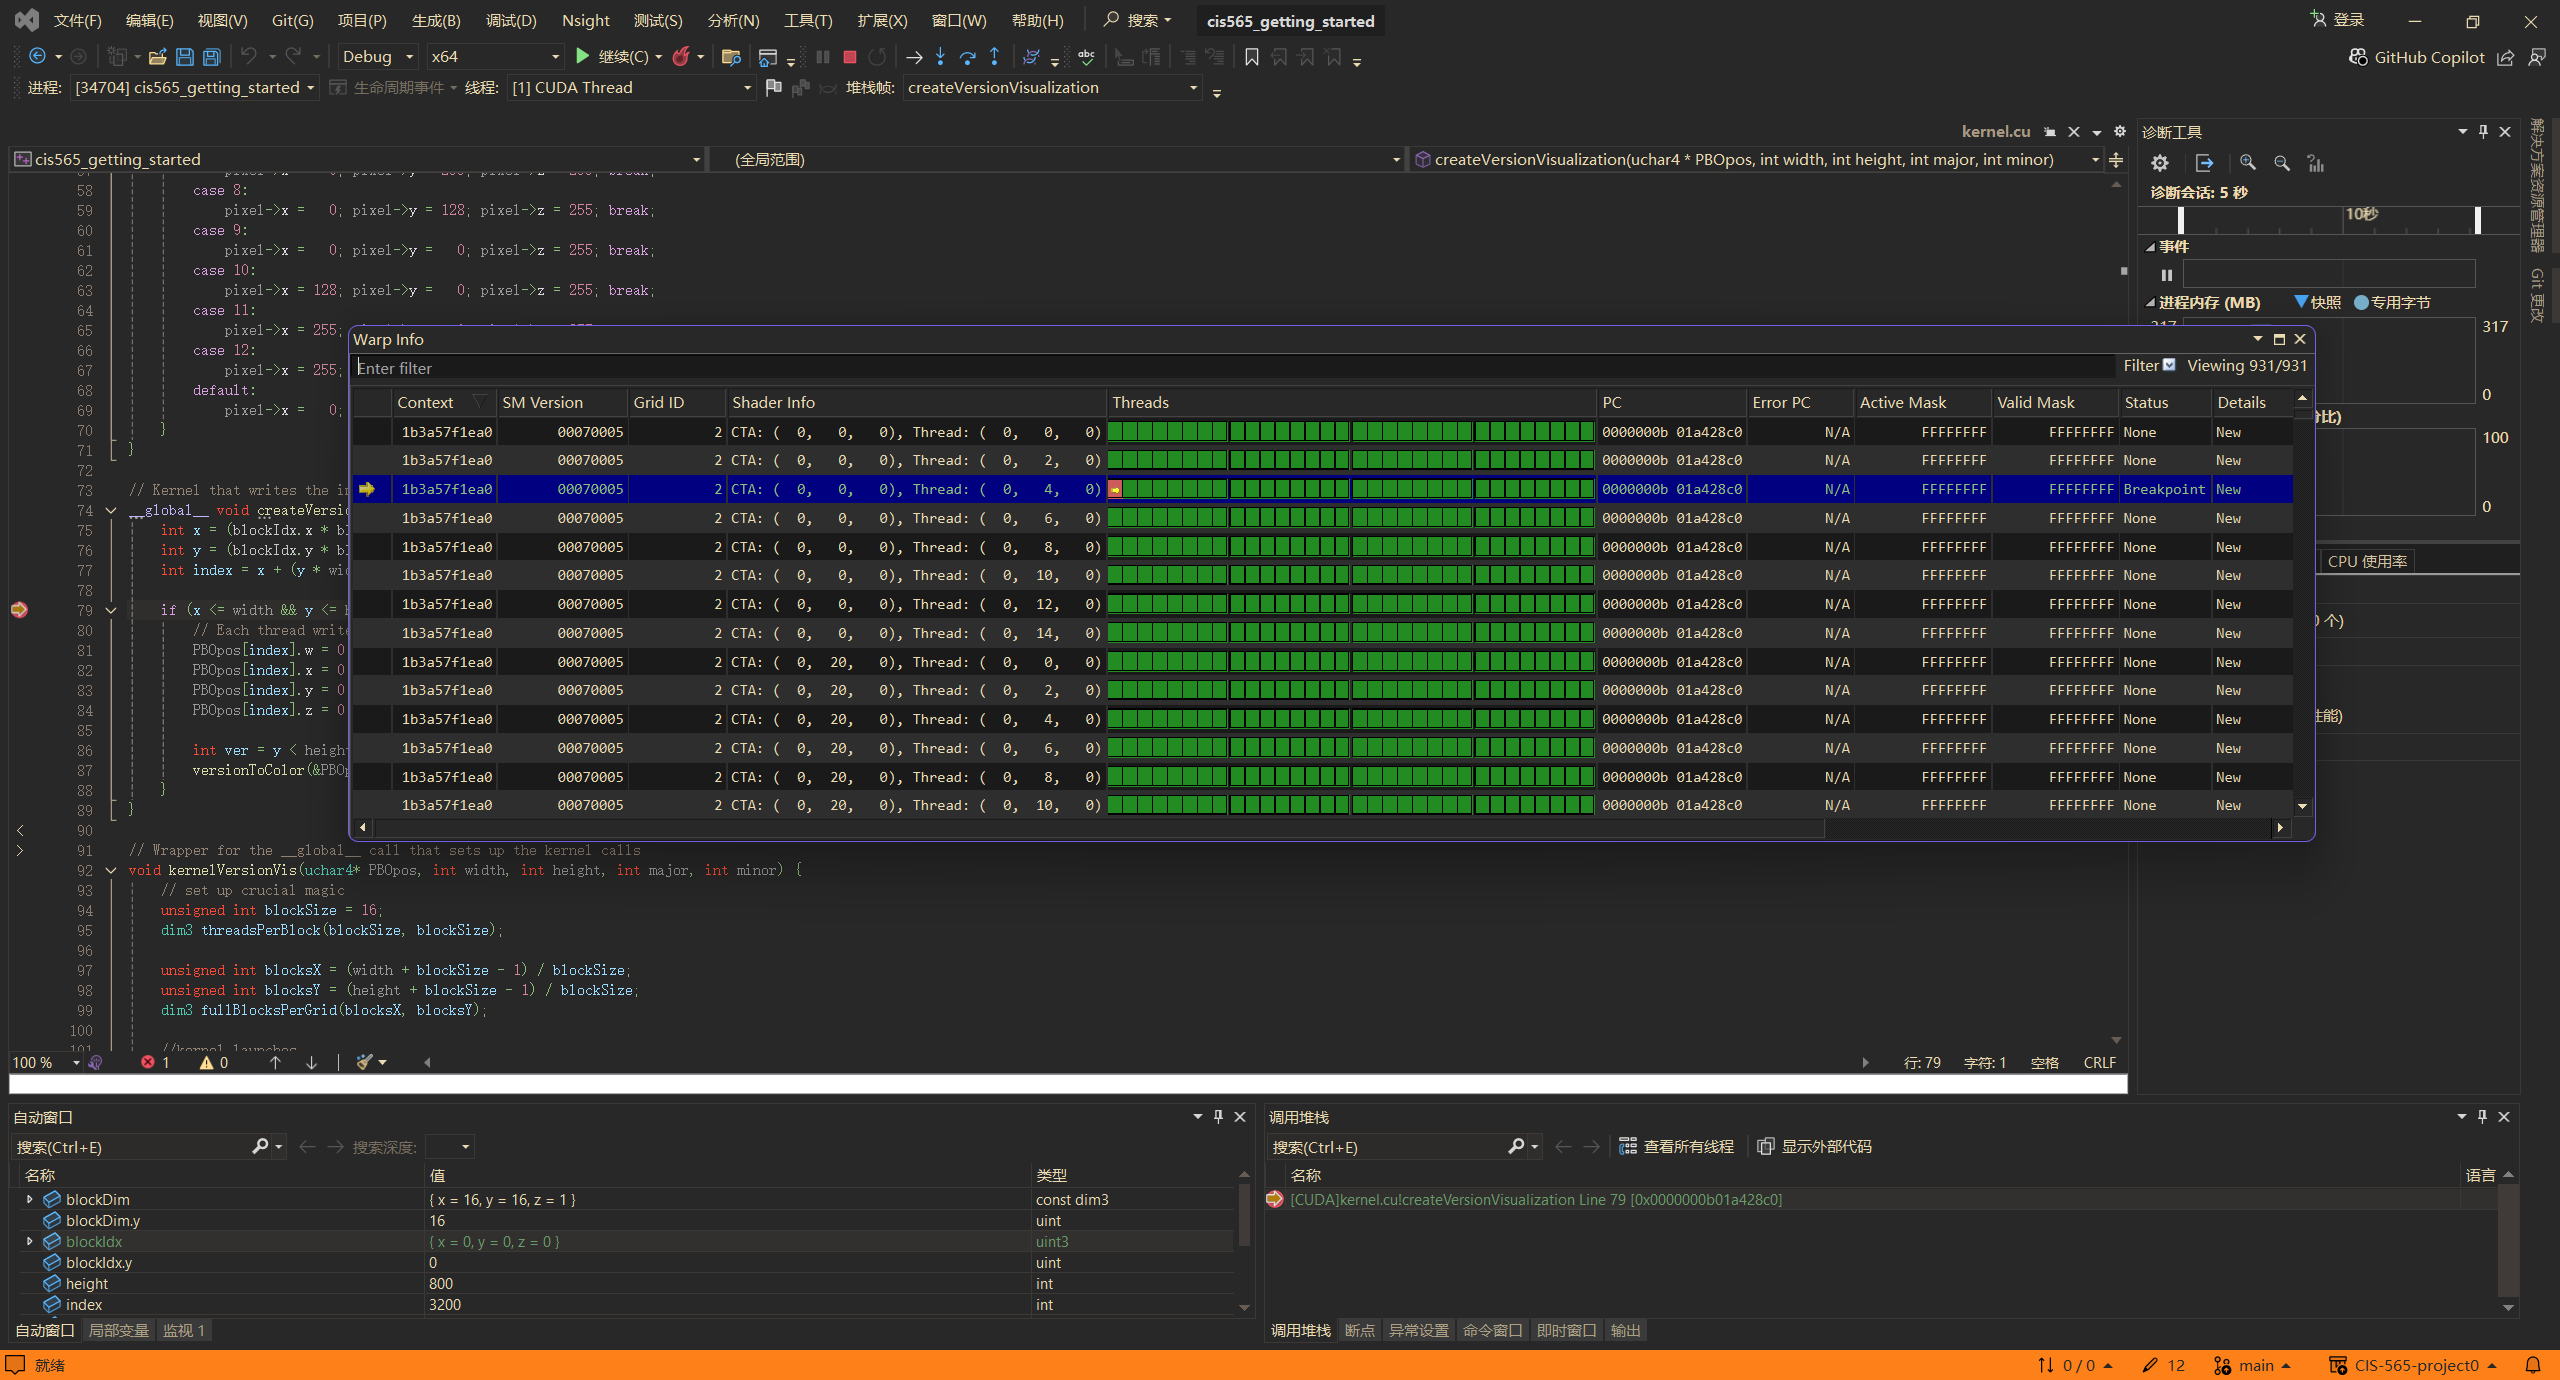 文件(F) 编辑(E) 视图(V) Git(G) 项目(P) 生成(B) 调试(D) Nsight 测试(S) 分析(N) 工具(T) 扩展(X) 窗口(W) 帮助(H) 搜索 cis565_getting_started 登录
Debug x64 继续(C) GitHub Copilot
进程: [34704] cis565_getting_started 生命周期事件 线程: [1] CUDA Thread 堆栈帧: createVersionVisualization
kernel.cu
cis565_getting_started (全局范围) createVersionVisualization(uchar4 * PBOpos, int width, int height, int major, int minor)
58 case 8:
59 pixel->x = 0; pixel->y = 128; pixel->z = 255; break;
60 case 9:
61 pixel->x = 0; pixel->y = 0; pixel->z = 255; break;
62 case 10:
63 pixel->x = 128; pixel->y = 0; pixel->z = 255; break;
64 case 11:
65 pixel->x = 255;
66 case 12:
67 pixel->x = 255;
68 default:
69 pixel->x = 0;
70 }
71 }
72
73 // Kernel that writes the i
74 __global__ void createVersi
75 int x = (blockIdx.x * b
76 int y = (blockIdx.y * b
77 int index = x + (y * wi
78
79 if (x <= width && y <=
80 // Each thread write
81 PBOpos[index].w = 0
82 PBOpos[index].x = 0
83 PBOpos[index].y = 0
84 PBOpos[index].z = 0
85
86 int ver = y < height
87 versionToColor(&PBO
88 }
89 }
90
91 // Wrapper for the __global__ call that sets up the kernel calls
92 void kernelVersionVis(uchar4* PBOpos, int width, int height, int major, int minor) {
93 // set up crucial magic
94 unsigned int blockSize = 16;
95 dim3 threadsPerBlock(blockSize, blockSize);
96
97 unsigned int blocksX = (width + blockSize - 1) / blockSize;
98 unsigned int blocksY = (height + blockSize - 1) / blockSize;
99 dim3 fullBlocksPerGrid(blocksX, blocksY);
100
101 //kernel launches
100 % 1 0 行: 79 字符: 1 空格 CRLF
Warp Info
Enter filter Filter Viewing 931/931
Context SM Version Grid ID Shader Info Threads PC Error PC Active Mask Valid Mask Status Details
1b3a57f1ea0 00070005 2 CTA: ( 0, 0, 0), Thread: ( 0, 0, 0) 0000000b 01a428c0 N/A FFFFFFFF FFFFFFFF None New
1b3a57f1ea0 00070005 2 CTA: ( 0, 0, 0), Thread: ( 0, 2, 0) 0000000b 01a428c0 N/A FFFFFFFF FFFFFFFF None New
1b3a57f1ea0 00070005 2 CTA: ( 0, 0, 0), Thread: ( 0, 4, 0) 0000000b 01a428c0 N/A FFFFFFFF FFFFFFFF Breakpoint New
1b3a57f1ea0 00070005 2 CTA: ( 0, 0, 0), Thread: ( 0, 6, 0) 0000000b 01a428c0 N/A FFFFFFFF FFFFFFFF None New
1b3a57f1ea0 00070005 2 CTA: ( 0, 0, 0), Thread: ( 0, 8, 0) 0000000b 01a428c0 N/A FFFFFFFF FFFFFFFF None New
1b3a57f1ea0 00070005 2 CTA: ( 0, 0, 0), Thread: ( 0, 10, 0) 0000000b 01a428c0 N/A FFFFFFFF FFFFFFFF None New
1b3a57f1ea0 00070005 2 CTA: ( 0, 0, 0), Thread: ( 0, 12, 0) 0000000b 01a428c0 N/A FFFFFFFF FFFFFFFF None New
1b3a57f1ea0 00070005 2 CTA: ( 0, 0, 0), Thread: ( 0, 14, 0) 0000000b 01a428c0 N/A FFFFFFFF FFFFFFFF None New
1b3a57f1ea0 00070005 2 CTA: ( 0, 20, 0), Thread: ( 0, 0, 0) 0000000b 01a428c0 N/A FFFFFFFF FFFFFFFF None New
1b3a57f1ea0 00070005 2 CTA: ( 0, 20, 0), Thread: ( 0, 2, 0) 0000000b 01a428c0 N/A FFFFFFFF FFFFFFFF None New
1b3a57f1ea0 00070005 2 CTA: ( 0, 20, 0), Thread: ( 0, 4, 0) 0000000b 01a428c0 N/A FFFFFFFF FFFFFFFF None New
1b3a57f1ea0 00070005 2 CTA: ( 0, 20, 0), Thread: ( 0, 6, 0) 0000000b 01a428c0 N/A FFFFFFFF FFFFFFFF None New
1b3a57f1ea0 00070005 2 CTA: ( 0, 20, 0), Thread: ( 0, 8, 0) 0000000b 01a428c0 N/A FFFFFFFF FFFFFFFF None New
1b3a57f1ea0 00070005 2 CTA: ( 0, 20, 0), Thread: ( 0, 10, 0) 0000000b 01a428c0 N/A FFFFFFFF FFFFFFFF None New
诊断工具
诊断会话: 5 秒
10秒
事件
进程内存 (MB) 快照 专用字节
317 317
0
分比)
100
0
CPU 使用率
个)
性能)
解决方案资源管理器
Git 更改
自动窗口
搜索(Ctrl+E) 搜索深度:
名称 值 类型
blockDim { x = 16, y = 16, z = 1 } const dim3
blockDim.y 16 uint
blockIdx { x = 0, y = 0, z = 0 } uint3
blockIdx.y 0 uint
height 800 int
index 3200 int
自动窗口 局部变量 监视 1
调用堆栈
搜索(Ctrl+E) 查看所有线程 显示外部代码
名称 语言
[CUDA]kernel.cu!createVersionVisualization Line 79 [0x0000000b01a428c0]
调用堆栈 断点 异常设置 命令窗口 即时窗口 输出
就绪 0 / 0 12 main CIS-565-project0